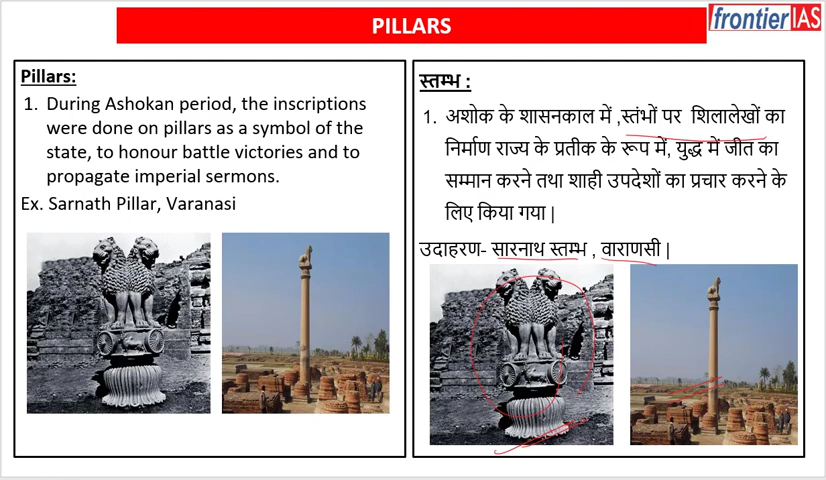 PILLARS
frontierIAS
Pillars:
1. During Ashokan period, the inscriptions
were done on pillars as a symbol of the
state, to honour battle victories and to
propagate imperial sermons.
Ex. Sarnath Pillar, Varanasi
स्तम्भ :
1. अशोक के शासनकाल में ,स्तंभों पर शिलालेखों का
निर्माण राज्य के प्रतीक के रूप में, युद्ध में जीत का
सम्मान करने तथा शाही उपदेशों का प्रचार करने के
लिए किया गया |
उदाहरण- सारनाथ स्तम्भ , वाराणसी |